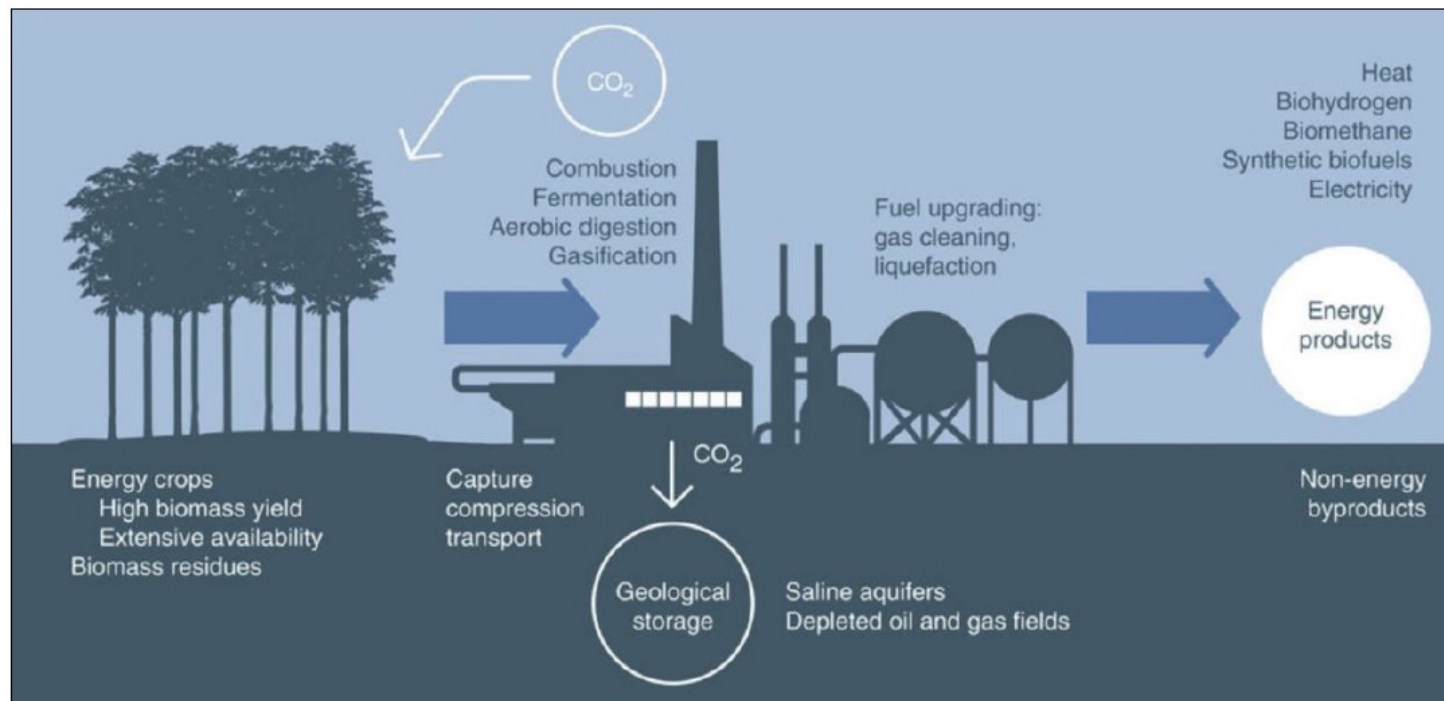 CO2
Combustion
Fermentation
Aerobic digestion
Gasification
Fuel upgrading:
gas cleaning,
liquefaction
Heat
Biohydrogen
Biomethane
Synthetic biofuels
Electricity
Energy
products
Energy crops
High biomass yield
Extensive availability
Biomass residues
Capture
compression
transport
CO2
Geological
storage
Saline aquifers
Depleted oil and gas fields
Non-energy
byproducts